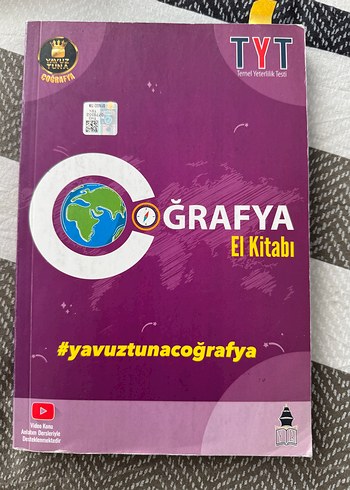 YAVUZ
TUNA
COĞRAFYA
TYT
Temel Yeterlilik Testi
COĞRAFYA
El Kitabı
#yavuztunacoğrafya
Video Konu
Anlatım Dersleriyle
Desteklenmektedir